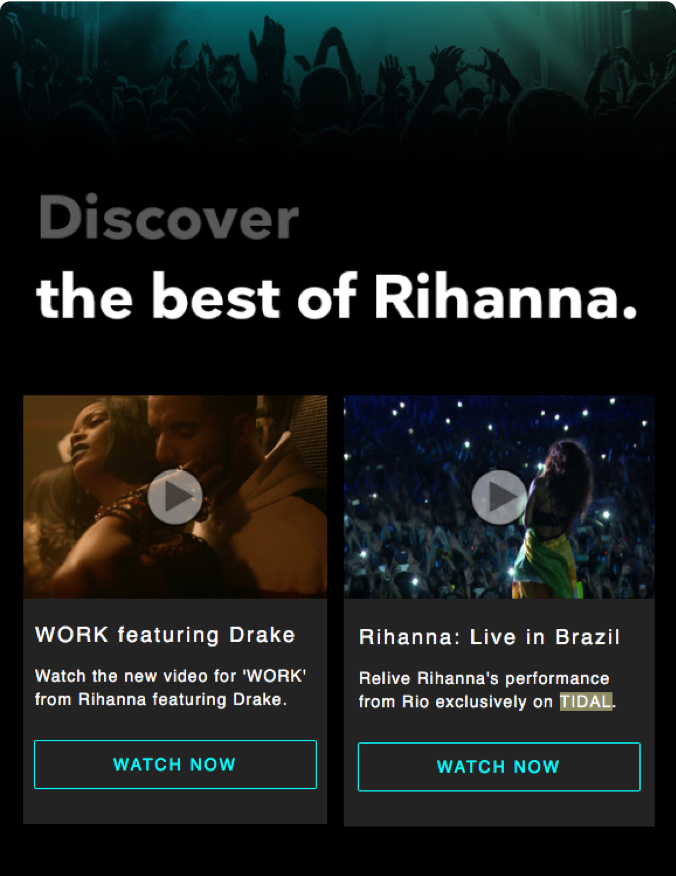 Discover
the best of Rihanna.
WORK featuring Drake
Watch the new video for 'WORK'
from Rihanna featuring Drake.
WATCH NOW
Rihanna: Live in Brazil
Relive Rihanna's performance
from Rio exclusively on TIDAL.
WATCH NOW